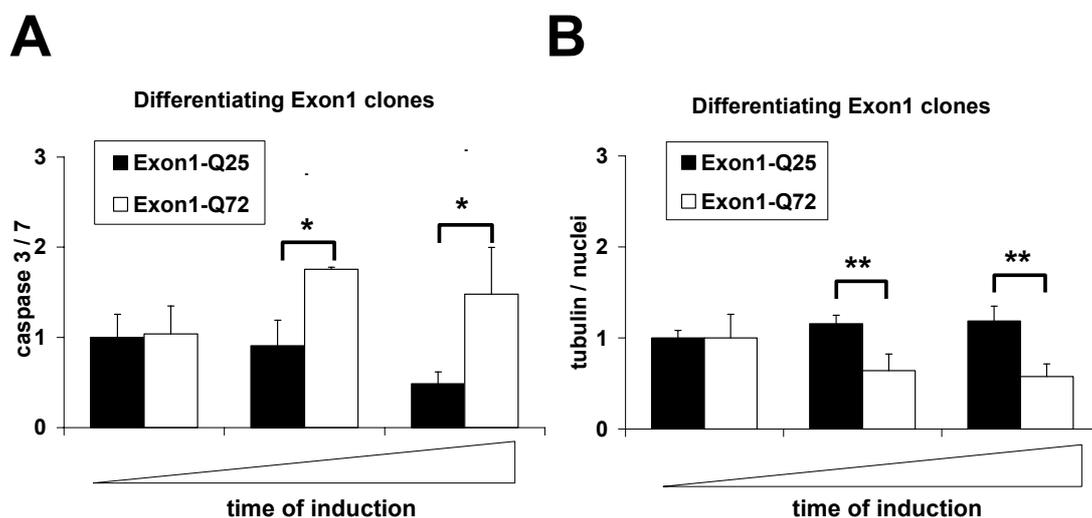 A
Differentiating Exon1 clones
Exon1-Q25
Exon1-Q72
caspase 3 / 7
3
2
1
0
*
*
time of induction
B
Differentiating Exon1 clones
Exon1-Q25
Exon1-Q72
tubulin / nuclei
3
2
1
0
**
**
time of induction